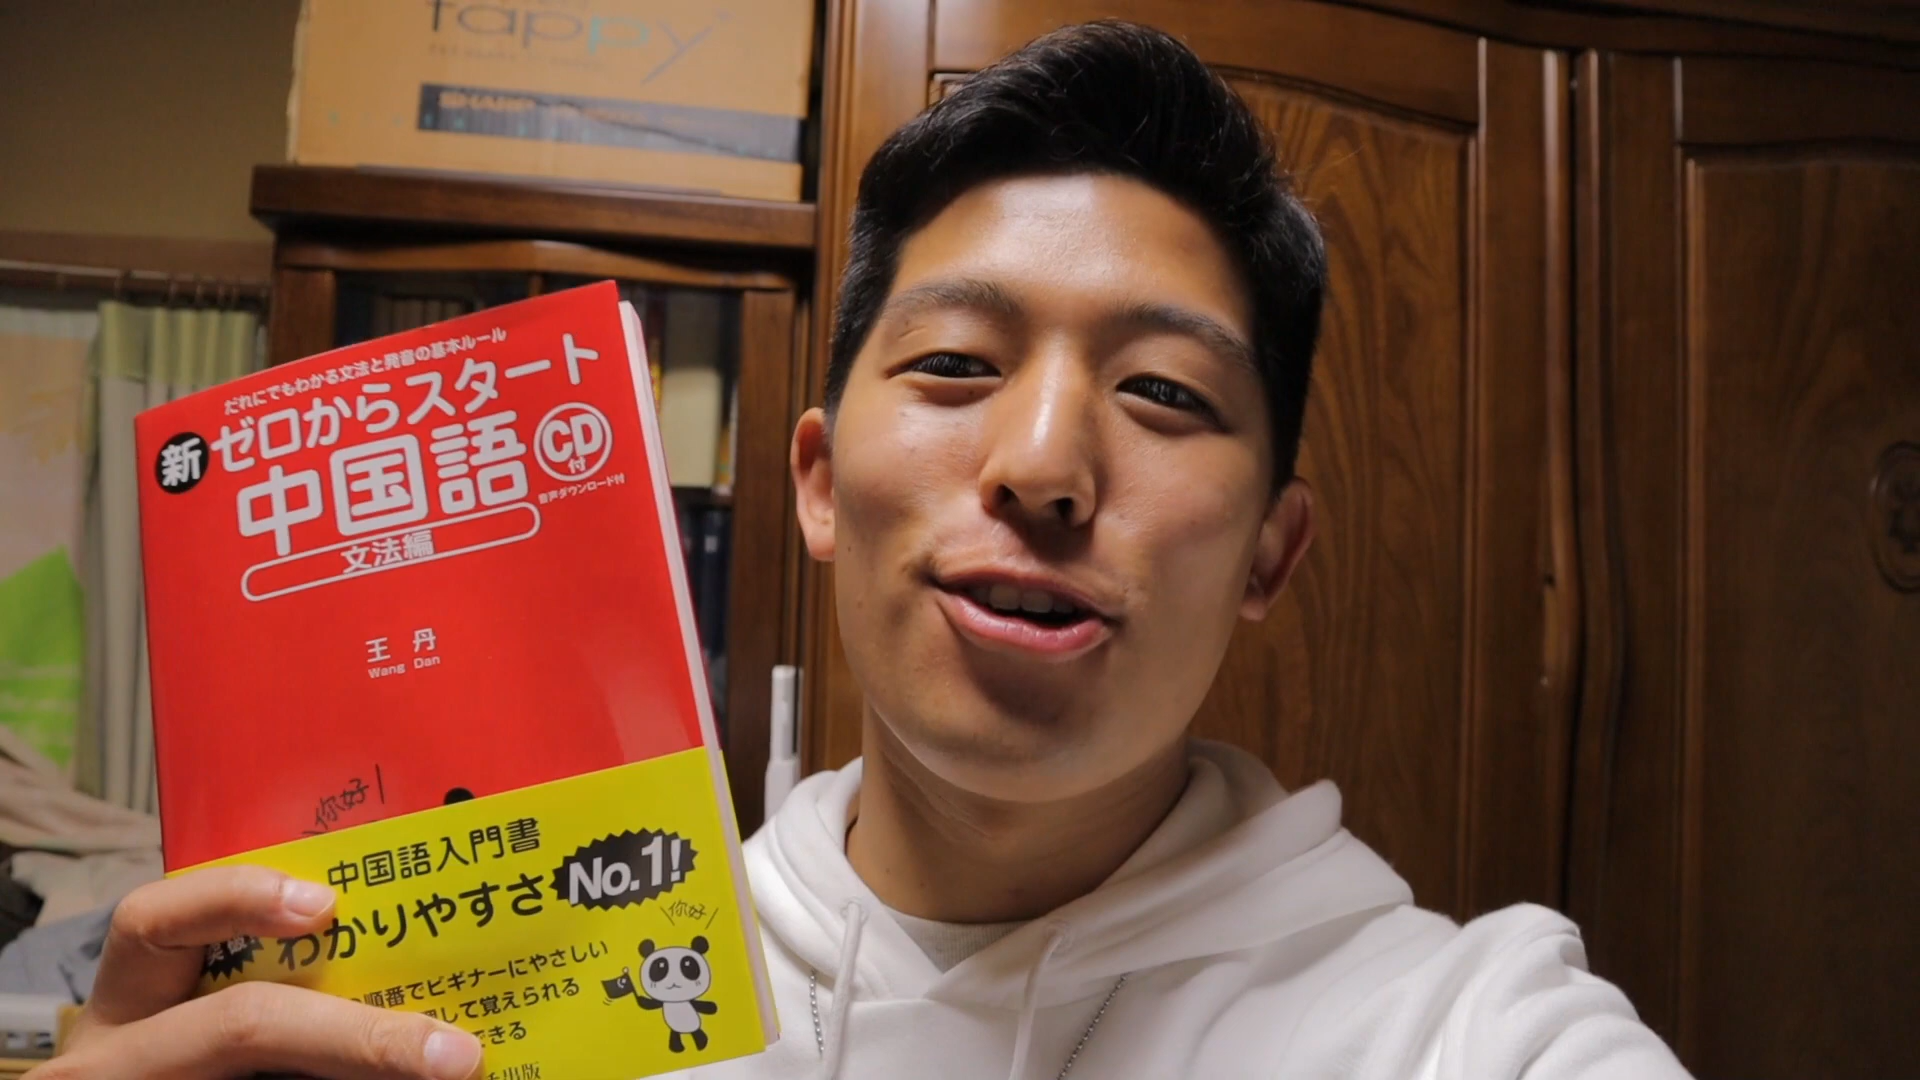 tappy
SHARP
だれにでもわかる文法と発音の基本ルール
新 ゼロからスタート
中国語
CD付
音声ダウンロード付
文法編
王 丹
Wang Dan
你好
中国語入門書
わかりやすさ No.1!
你好
順番でビギナーにやさしい
して覚えられる
できる
出版